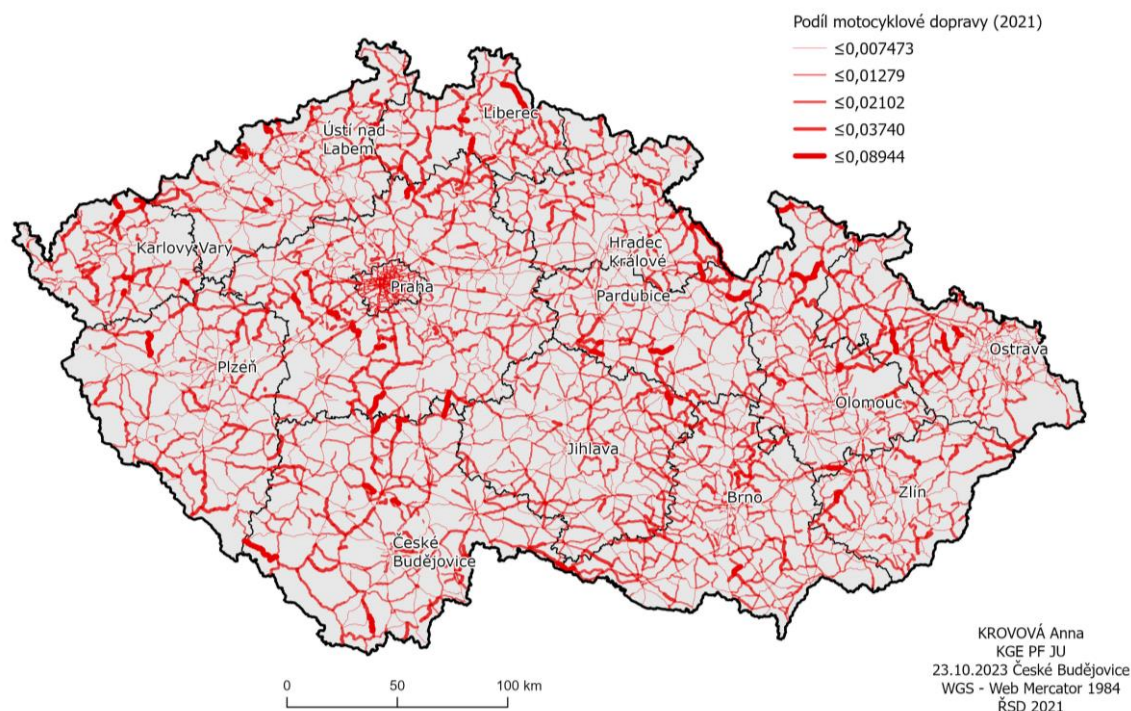 Podíl motocyklové dopravy (2021)
≤0,007473
≤0,01279
≤0,02102
≤0,03740
≤0,08944
Liberec
Ústí nad
Labem
Karlovy Vary
Hradec
Králové
Praha
Pardubice
Ostrava
Plzeň
Olomouc
Jihlava
Zlín
Brno
České
Budějovice
KROVOVÁ Anna
KGE PF JU
23.10.2023 České Budějovice
WGS - Web Mercator 1984
ŘSD 2021
0 50 100 km